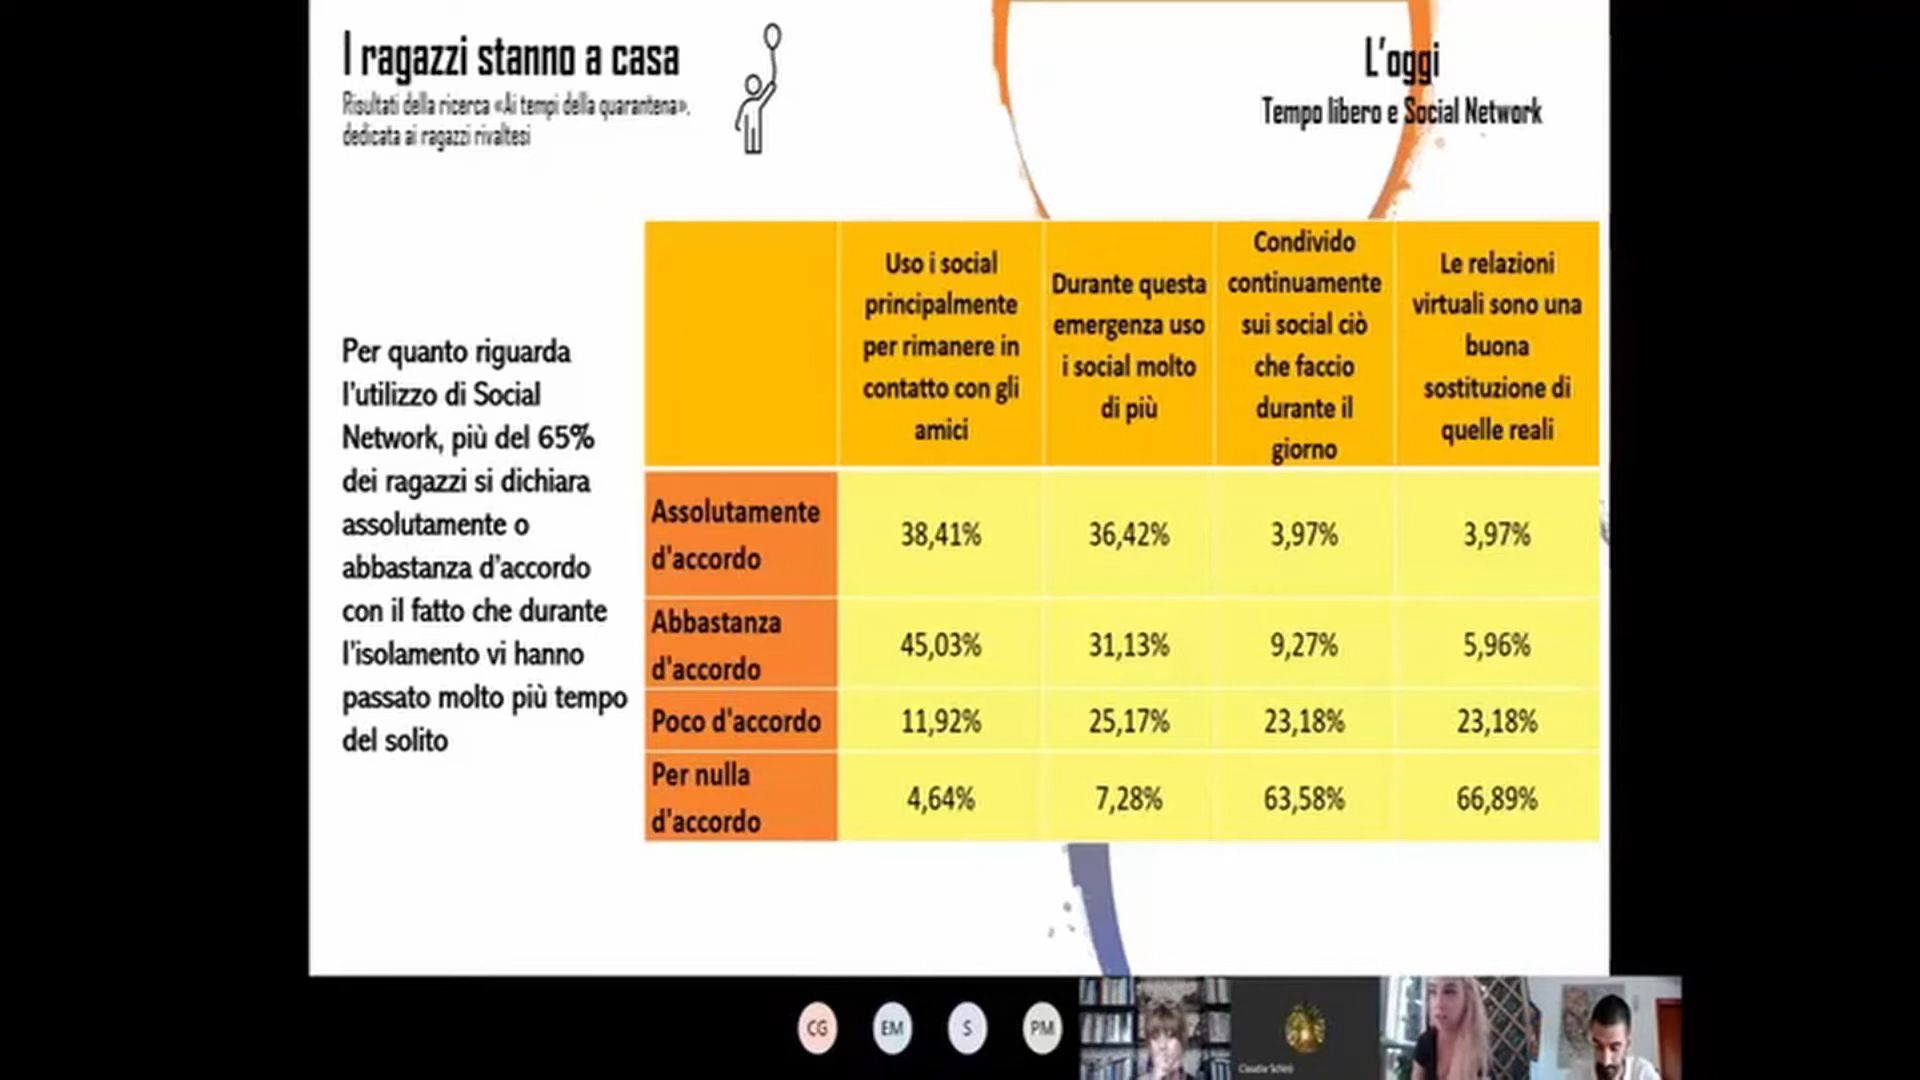 I ragazzi stanno a casa
Risultati della ricerca «Ai tempi della quarantena».
dedicata ai ragazzi rivaltesi
L'oggi
Tempo libero e Social Network
Per quanto riguarda
l'utilizzo di Social
Network, più del 65%
dei ragazzi si dichiara
assolutamente o
abbastanza d'accordo
con il fatto che durante
l'isolamento vi hanno
passato molto più tempo
del solito
Uso i social
principalmente
per rimanere in
contatto con gli
amici
Durante questa
emergenza uso
i social molto
di più
Condivido
continuamente
sui social ciò
che faccio
durante il
giorno
Le relazioni
virtuali sono una
buona
sostituzione di
quelle reali
Assolutamente
d'accordo
38,41%
36,42%
3,97%
3,97%
Abbastanza
d'accordo
45,03%
31,13%
9,27%
5,96%
Poco d'accordo
11,92%
25,17%
23,18%
23,18%
Per nulla
d'accordo
4,64%
7,28%
63,58%
66,89%
CG
EM
S
PM